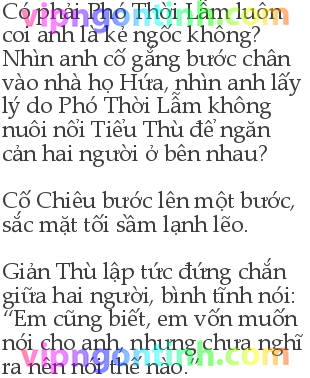 Có phải Phó Thời Lẫm luôn
coi anh là kẻ ngốc không?
Nhìn anh cố gắng bước chân
vào nhà họ Hứa, nhìn anh lấy
lý do Phó Thời Lẫm không
nuôi nổi Tiểu Thù để ngăn
cản hai người ở bên nhau?
Cố Chiêu bước lên một bước,
sắc mặt tối sầm lạnh lẽo.
Giản Thù lập tức đứng chắn
giữa hai người, bình tĩnh nói:
“Em cũng biết, em vốn muốn
nói cho anh, nhưng chưa nghĩ
ra nên nói thế nào.
vipngontinh.com
vipngontinh.com